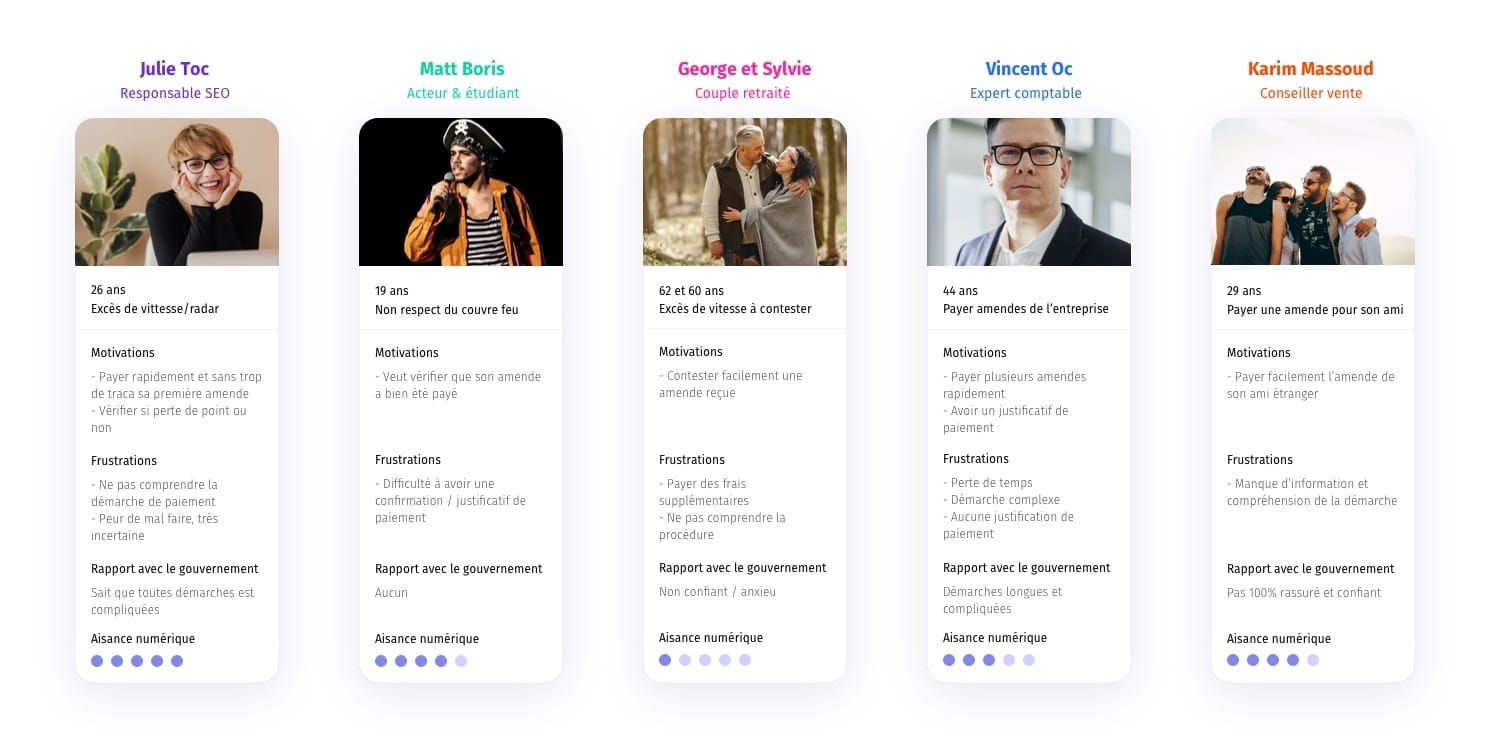 Julie Toc
Responsable SEO
26 ans
Excès de vittesse/radar
Motivations
- Payer rapidement et sans trop
de traca sa première amende
- Vérifier si perte de point ou
non
Frustrations
- Ne pas comprendre la
démarche de paiement
- Peur de mal faire, très
incertaine
Rapport avec le gouvernement
Sait que toutes démarches est
compliquées
Aisance numérique
Matt Boris
Acteur & étudiant
19 ans
Non respect du couvre feu
Motivations
- Veut vérifier que son amende
a bien été payé
Frustrations
- Difficulté à avoir une
confirmation / justificatif de
paiement
Rapport avec le gouvernement
Aucun
Aisance numérique
George et Sylvie
Couple retraité
62 et 60 ans
Excès de vitesse à contester
Motivations
- Contester facilement une
amende reçue
Frustrations
- Payer des frais
supplémentaires
- Ne pas comprendre la
procédure
Rapport avec le gouvernement
Non confiant / anxieu
Aisance numérique
Vincent Oc
Expert comptable
44 ans
Payer amendes de l’entreprise
Motivations
- Payer plusieurs amendes
rapidement
- Avoir un justificatif de
paiement
Frustrations
- Perte de temps
- Démarche complexe
- Aucune justification de
paiement
Rapport avec le gouvernement
Démarches longues et
compliquées
Aisance numérique
Karim Massoud
Conseiller vente
29 ans
Payer une amende pour son ami
Motivations
- Payer facilement l’amende de
son ami étranger
Frustrations
- Manque d’information et
compréhension de la démarche
Rapport avec le gouvernement
Pas 100% rassuré et confiant
Aisance numérique